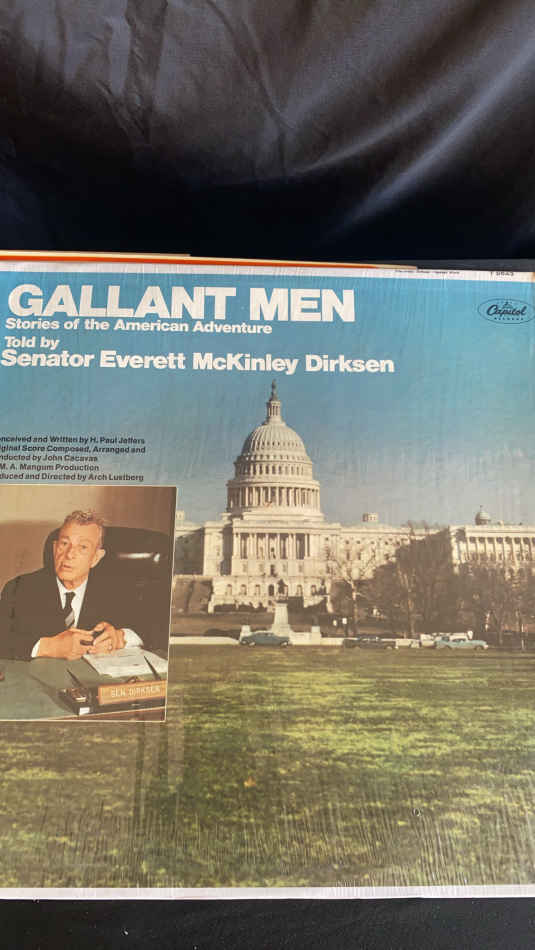 GALLANT MEN
Stories of the American Adventure
Told by
Senator Everett McKinley Dirksen
Capitol
RECORDS
onceived and Written by H. Paul Jeffers
iginal Score Composed, Arranged and
nducted by John Cacavas
M. A. Mangum Production
duced and Directed by Arch Lustberg
SEN. DIRKSEN